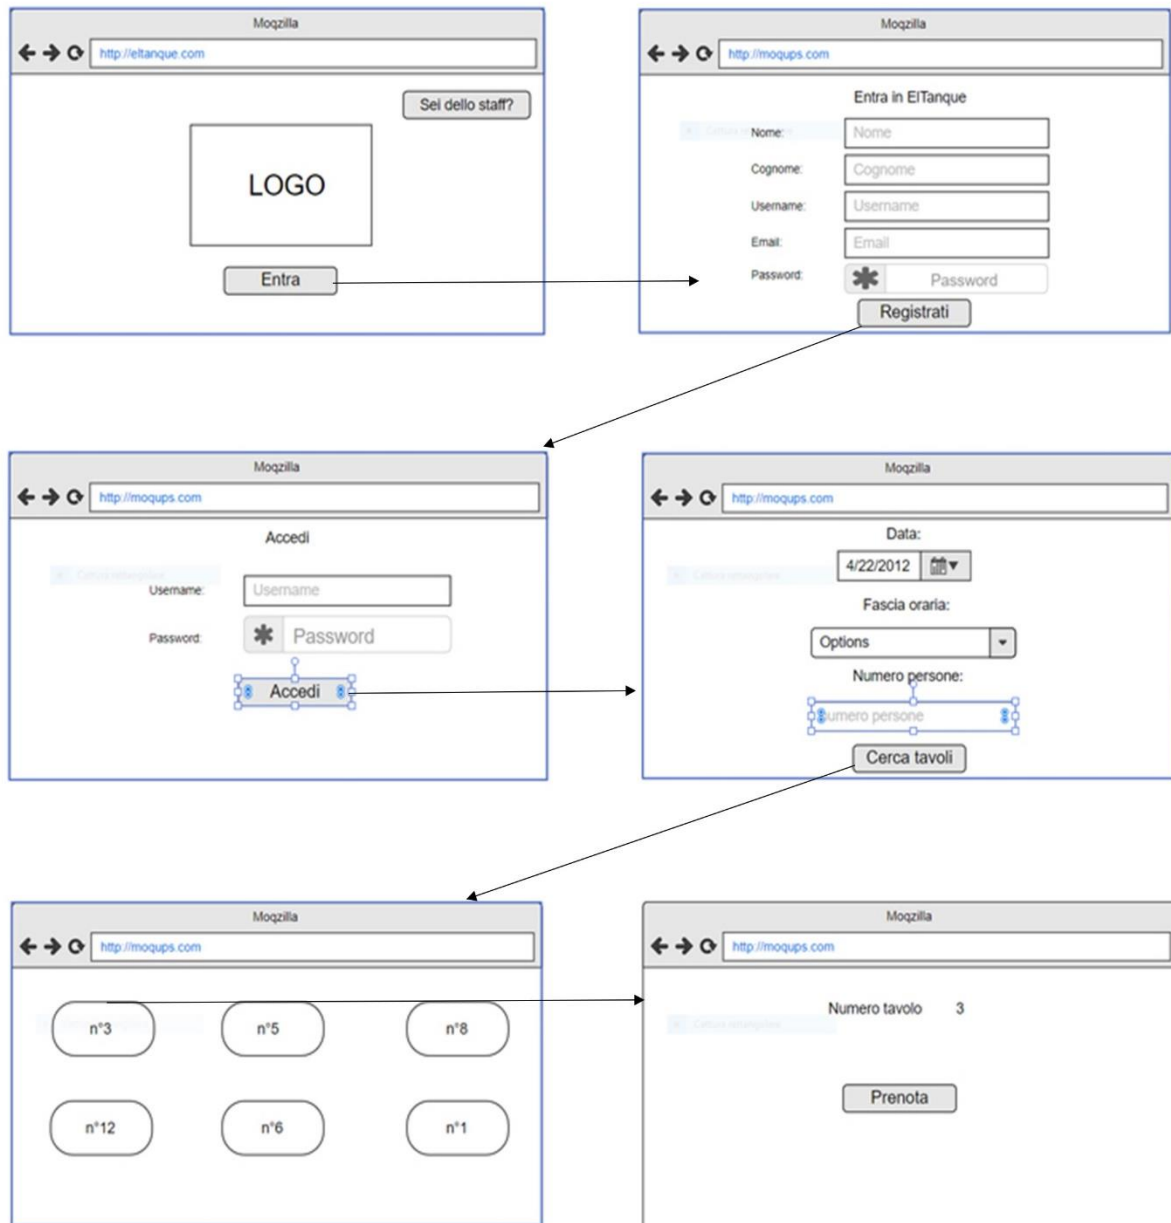 Moqzilla
http://eltanque.com
Sei dello staff?
LOGO
Entra
Moqzilla
http://moqups.com
Entra in ElTanque
Nome: Nome
Cognome: Cognome
Username: Username
Email: Email
Password: Password
Registrati
Moqzilla
http://moqups.com
Accedi
Username: Username
Password: Password
Accedi
Moqzilla
http://moqups.com
Data:
4/22/2012
Fascia oraria:
Options
Numero persone:
numero persone
Cerca tavoli
Moqzilla
http://moqups.com
n°3 n°5 n°8
n°12 n°6 n°1
Moqzilla
http://moqups.com
Numero tavolo 3
Prenota